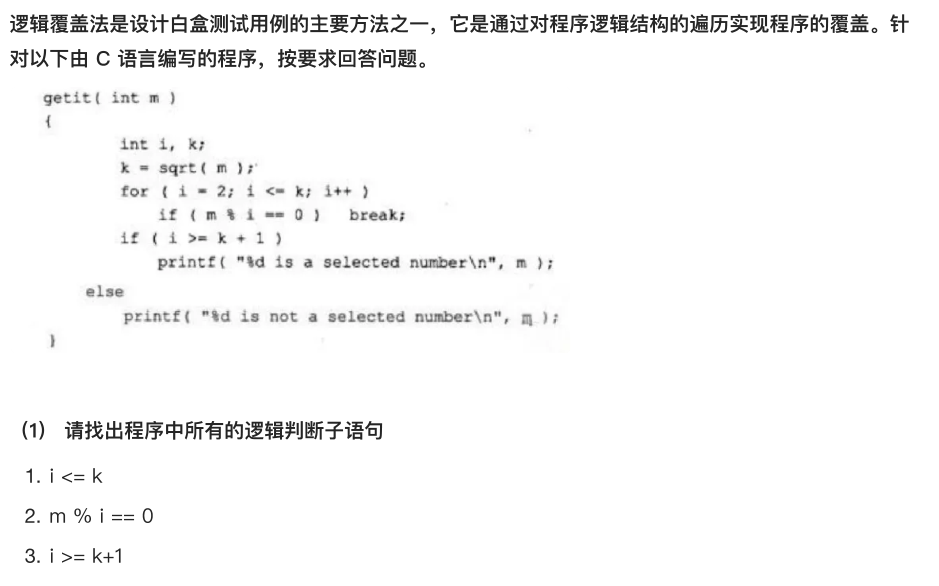 逻辑覆盖法是设计白盒测试用例的主要方法之一，它是通过对程序逻辑结构的遍历实现程序的覆盖。针
对以下由 C 语言编写的程序，按要求回答问题。
getit( int m )
{
int i, k;
k = sqrt( m );
for ( i = 2; i <= k; i++ )
if ( m % i == 0 ) break;
if ( i >= k + 1 )
printf( "%d is a selected number\n", m );
else
printf( "%d is not a selected number\n", m );
}
（1） 请找出程序中所有的逻辑判断子语句
1. i <= k
2. m % i == 0
3. i >= k+1